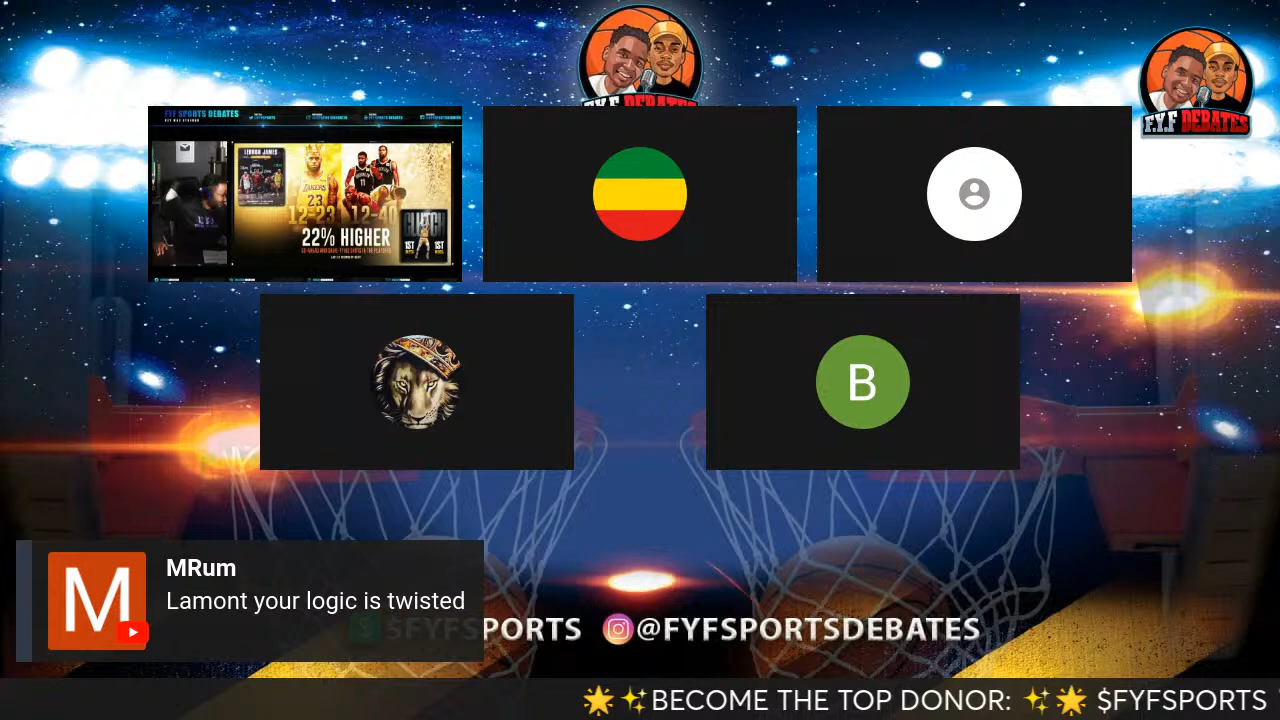 F.Y.F DEBATES
F.Y.F DEBATES
FYF SPORTS DEBATES
LEBRON JAMES
LAKERS
23
12-23 12-40
22% HIGHER
CLUTCH
1ST
1ST
B
M
MRum
Lamont your logic is twisted
$FYFSPORTS
@FYFSPORTSDEBATES
🌟✨BECOME THE TOP DONOR: ✨🌟 $FYFSPORTS